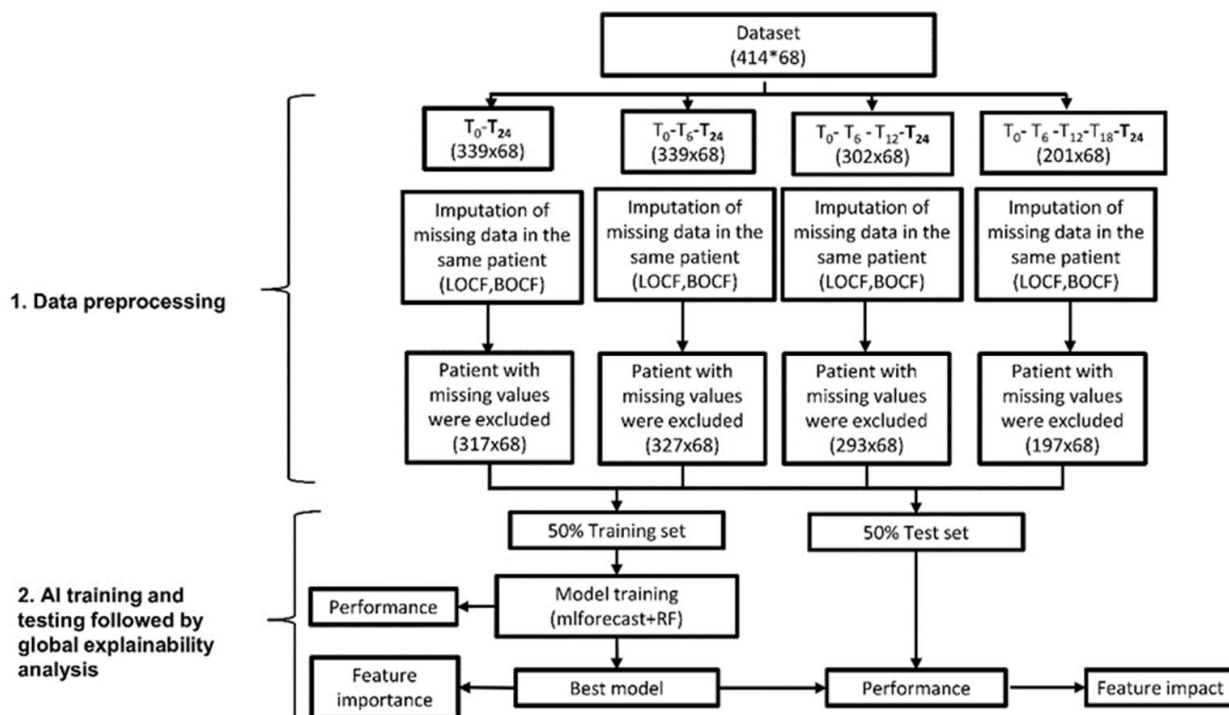 Dataset
(414*68)
T0-T24
(339x68)
T0-T6-T24
(339x68)
T0- T6 -T12-T24
(302x68)
T0- T6 -T12-T18-T24
(201x68)
1. Data preprocessing
Imputation of
missing data in the
same patient
(LOCF,BOCF)
Imputation of
missing data in the
same patient
(LOCF,BOCF)
Imputation of
missing data in the
same patient
(LOCF,BOCF)
Imputation of
missing data in the
same patient
(LOCF,BOCF)
Patient with
missing values
were excluded
(317x68)
Patient with
missing values
were excluded
(327x68)
Patient with
missing values
were excluded
(293x68)
Patient with
missing values
were excluded
(197x68)
2. AI training and
testing followed by
global explainability
analysis
50% Training set
50% Test set
Model training
(mlforecast+RF)
Performance
Feature
importance
Best model
Performance
Feature impact